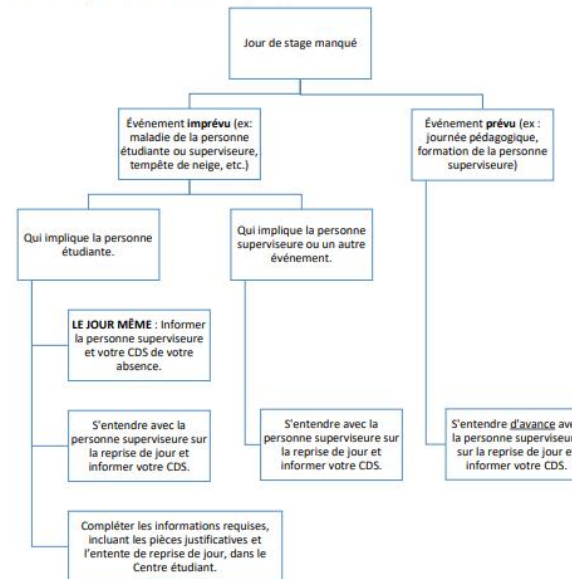 Jour de stage manqué
Événement imprévu (ex:
maladie de la personne
étudiante ou superviseure,
tempête de neige, etc.)
Événement prévu (ex :
journée pédagogique,
formation de la personne
superviseure)
Qui implique la personne
étudiante.
Qui implique la personne
superviseure ou un autre
événement.
LE JOUR MÊME : Informer
la personne superviseure
et votre CDS de votre
absence.
S'entendre avec la
personne superviseure sur
la reprise de jour et
informer votre CDS.
S'entendre avec la
personne superviseure sur
la reprise de jour et
informer votre CDS.
S'entendre d'avance ave
la personne superviseur
sur la reprise de jour et
informer votre CDS.
Compléter les informations requises,
incluant les pièces justificatives et
l'entente de reprise de jour, dans le
Centre étudiant.